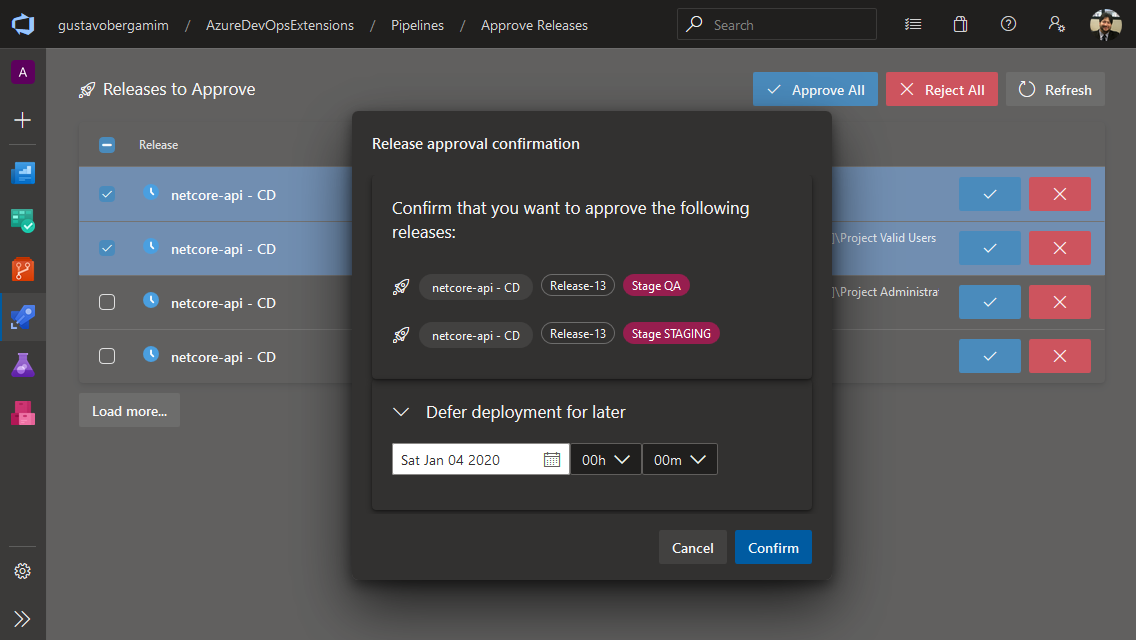 gustavobergamim / AzureDevOpsExtensions / Pipelines / Approve Releases
Search
A
Releases to Approve
Approve All
Reject All
Refresh
Release
netcore-api - CD
netcore-api - CD
]\Project Valid Users
netcore-api - CD
]\Project Administra
netcore-api - CD
Load more...
Release approval confirmation
Confirm that you want to approve the following
releases:
netcore-api - CD Release-13 Stage QA
netcore-api - CD Release-13 Stage STAGING
Defer deployment for later
Sat Jan 04 2020 00h 00m
Cancel
Confirm